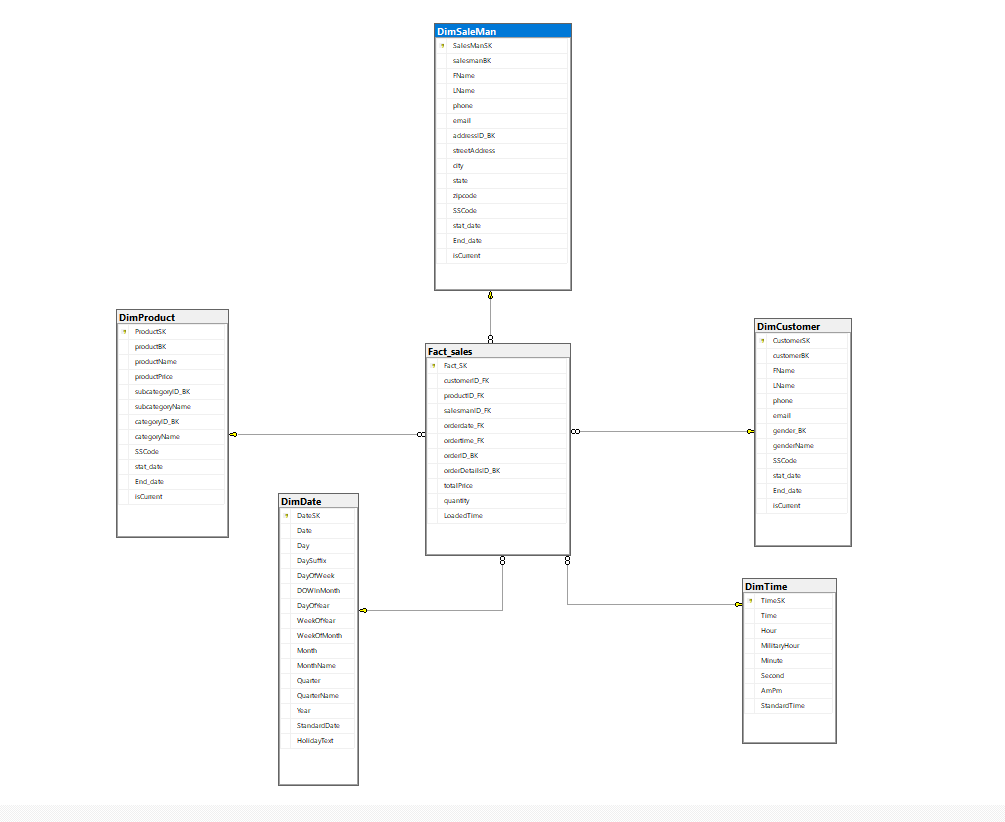 DimSaleMan
SalesManSK
salesmanBK
FName
LName
phone
email
addressID_BK
streetAddress
city
state
zipcode
SSCode
stat_date
End_date
isCurrent
DimProduct
ProductSK
productBK
productName
productPrice
subcategoryID_BK
subcategoryName
categoryID_BK
categoryName
SSCode
stat_date
End_date
isCurrent
Fact_sales
Fact_SK
customerID_FK
productID_FK
salesmanID_FK
orderdate_FK
ordertime_FK
orderID_BK
orderDetailsID_BK
totalPrice
quantity
LoadedTime
DimCustomer
CustomerSK
customerBK
FName
LName
phone
email
gender_BK
genderName
SSCode
stat_date
End_date
isCurrent
DimDate
DateSK
Date
Day
DaySuffix
DayOfWeek
DOWInMonth
DayOfYear
WeekOfYear
WeekOfMonth
Month
MonthName
Quarter
QuarterName
Year
StandardDate
HolidayText
DimTime
TimeSK
Time
Hour
MilitaryHour
Minute
Second
AmPm
StandardTime